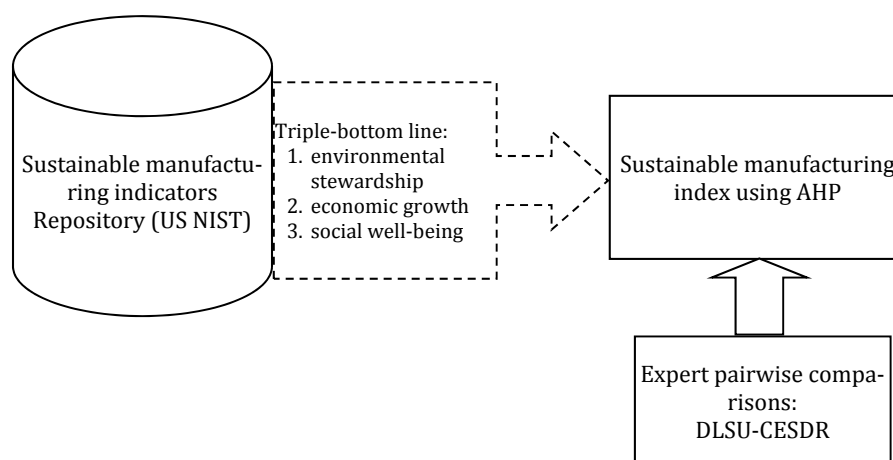 Sustainable manufactu-
ring indicators
Repository (US NIST)
Triple-bottom line:
1. environmental
stewardship
2. economic growth
3. social well-being
Sustainable manufacturing
index using AHP
Expert pairwise compa-
risons:
DLSU-CESDR